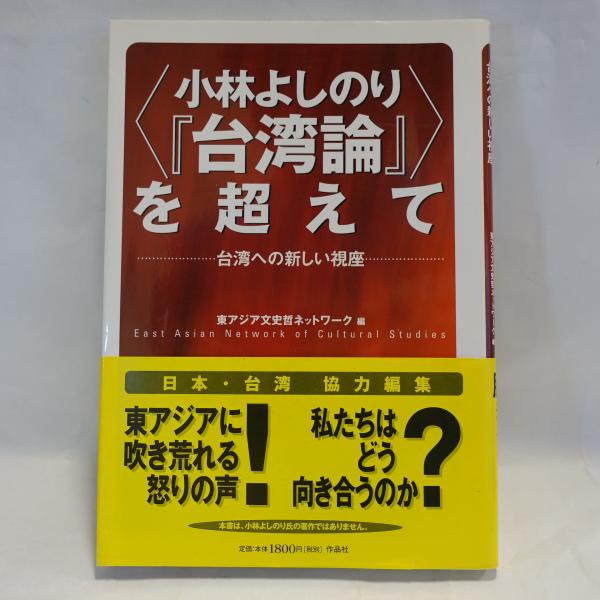 〈小林よしのり
『台湾論』〉
を超えて
台湾への新しい視座
東アジア文史哲ネットワーク 編
East Asian Network of Cultural Studies
日本・台湾 協力編集
東アジアに
吹き荒れる
怒りの声!
私たちは
どう
向き合うのか?
本書は、小林よしのり氏の著作ではありません。
定価:本体1800円[税別] 作品社